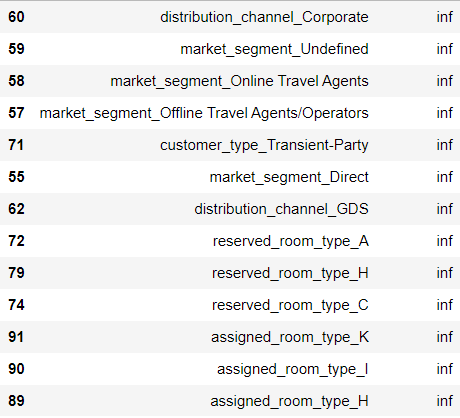 60 distribution_channel_Corporate inf
59 market_segment_Undefined inf
58 market_segment_Online Travel Agents inf
57 market_segment_Offline Travel Agents/Operators inf
71 customer_type_Transient-Party inf
55 market_segment_Direct inf
62 distribution_channel_GDS inf
72 reserved_room_type_A inf
79 reserved_room_type_H inf
74 reserved_room_type_C inf
91 assigned_room_type_K inf
90 assigned_room_type_I inf
89 assigned_room_type_H inf